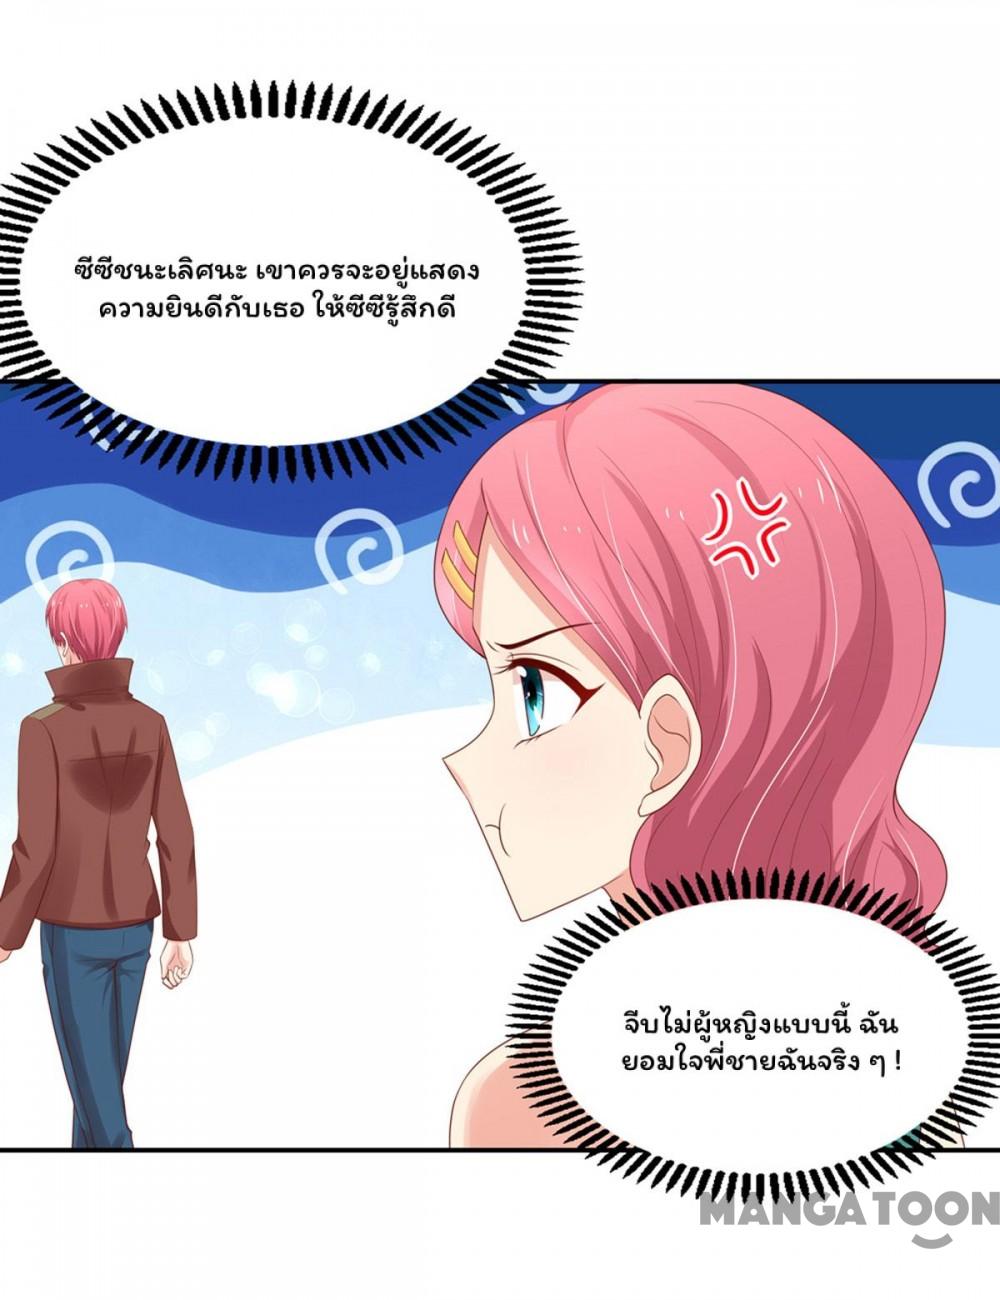 ซีซีชนะเลิศนะ เขาควรจะอยู่แสดง
ความยินดีกับเธอ ให้ซีซีรู้สึกดี
จีบไม่ผู้หญิงแบบนี้ ฉัน
ยอมใจพี่ชายฉันจริง ๆ !
MANGATOON